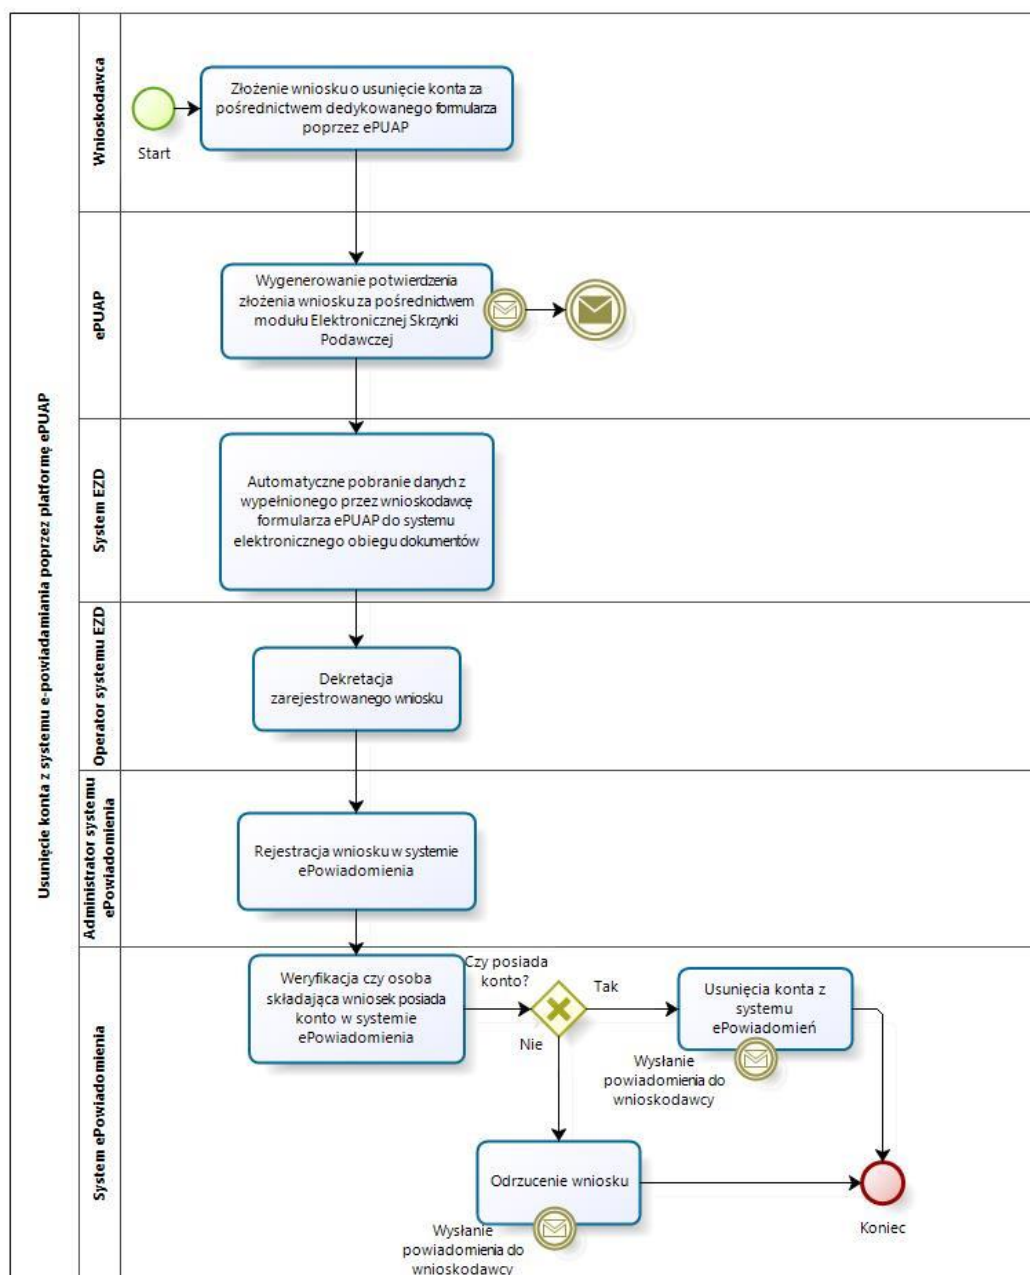 Usunięcie konta z systemu e-powiadamiania poprzez platformę ePUAP
Wnioskodawca
Złożenie wniosku o usunięcie konta za
pośrednictwem dedykowanego formularza
poprzez ePUAP
Start
ePUAP
Wygenerowanie potwierdzenia
złożenia wniosku za pośrednictwem
modułu Elektronicznej Skrzynki
Podawczej
System EZD
Automatyczne pobranie danych z
wypełnionego przez wnioskodawcę
formularza ePUAP do systemu
elektronicznego obiegu dokumentów
Operator systemu EZD
Dekretacja
zarejestrowanego wniosku
Administrator systemu
ePowiadomienia
Rejestracja wniosku w systemie
ePowiadomienia
System ePowiadomienia
Weryfikacja czy osoba
składająca wniosek posiada
konto w systemie
ePowiadomienia
Czy posiada
konto?
Tak
Nie
Usunięcia konta z
systemu
ePowiadomień
Wysłanie
powiadomienia do
wnioskodawcy
Odrzucenie wniosku
Wysłanie
powiadomienia do
wnioskodawcy
Koniec